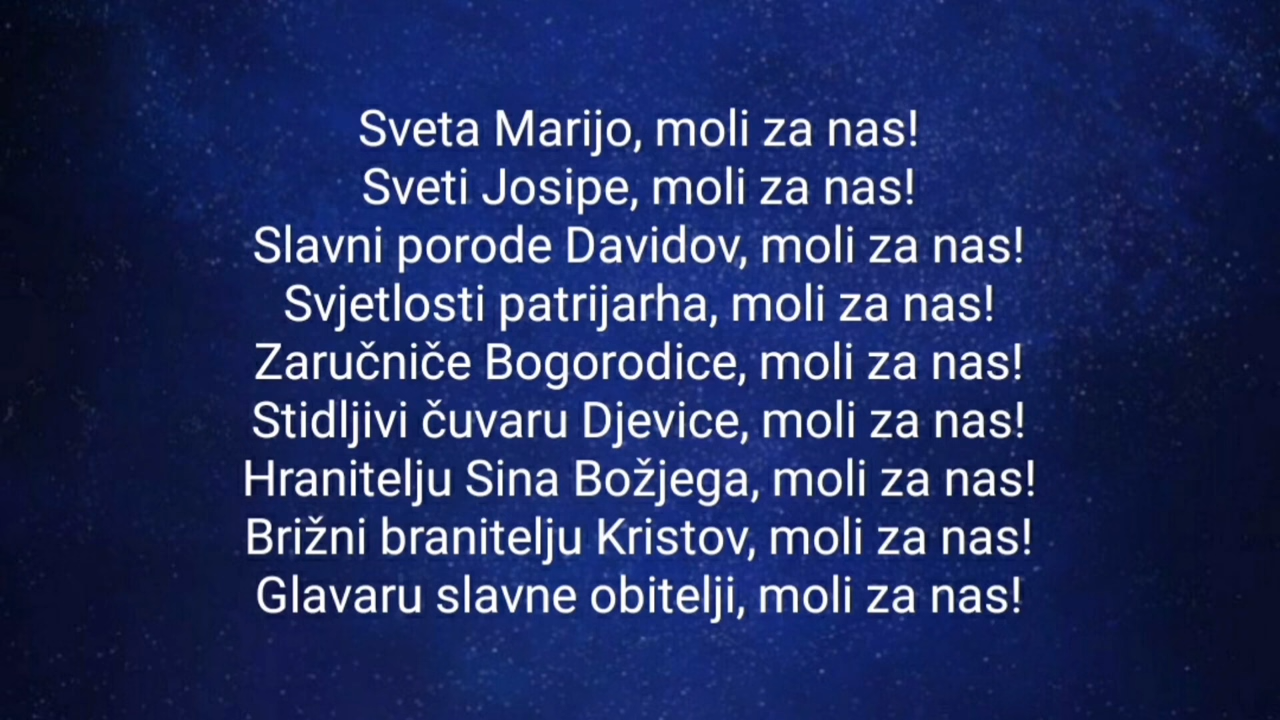 Sveta Marijo, moli za nas!
Sveti Josipe, moli za nas!
Slavni porode Davidov, moli za nas!
Svjetlosti patrijarha, moli za nas!
Zaručniče Bogorodice, moli za nas!
Stidljivi čuvaru Djevice, moli za nas!
Hranitelju Sina Božjega, moli za nas!
Brižni branitelju Kristov, moli za nas!
Glavaru slavne obitelji, moli za nas!